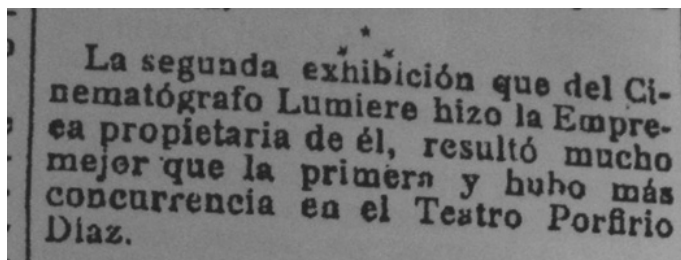 La segunda exhibición que del Ci-
nematógrafo Lumiere hizo la Empre-
ea propietaria de él, resultó mucho
mejor que la primera y hubo más
concurrencia en el Teatro Porfirio
Díaz.